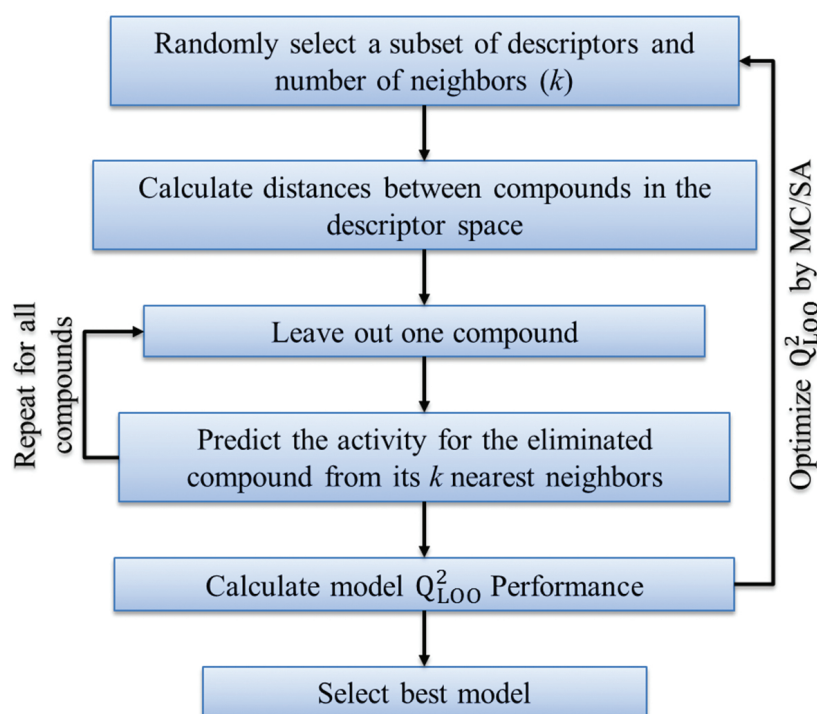 Randomly select a subset of descriptors and
number of neighbors (k)
Calculate distances between compounds in the
descriptor space
Leave out one compound
Repeat for all
compounds
Predict the activity for the eliminated
compound from its k nearest neighbors
Calculate model Q²LOO Performance
Optimize Q²LOO by MC/SA
Select best model